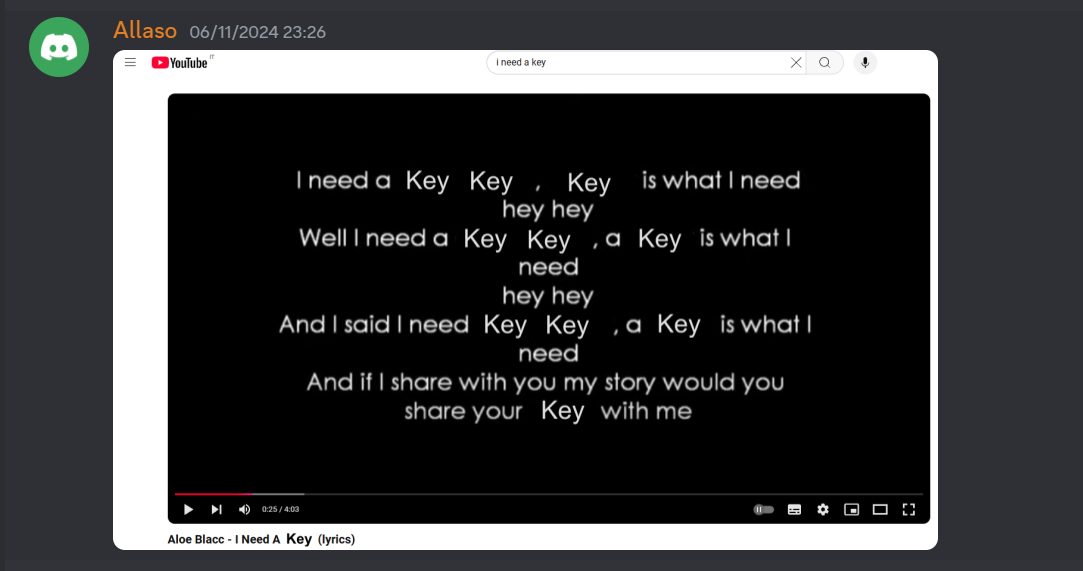 Allaso 06/11/2024 23:26
YouTube IT
i need a key
I need a Key Key , Key is what I need
hey hey
Well I need a Key Key , a Key is what I
need
hey hey
And I said I need Key Key , a Key is what I
need
And if I share with you my story would you
share your Key with me
0:25 / 4:03
Aloe Blacc - I Need A Key (lyrics)